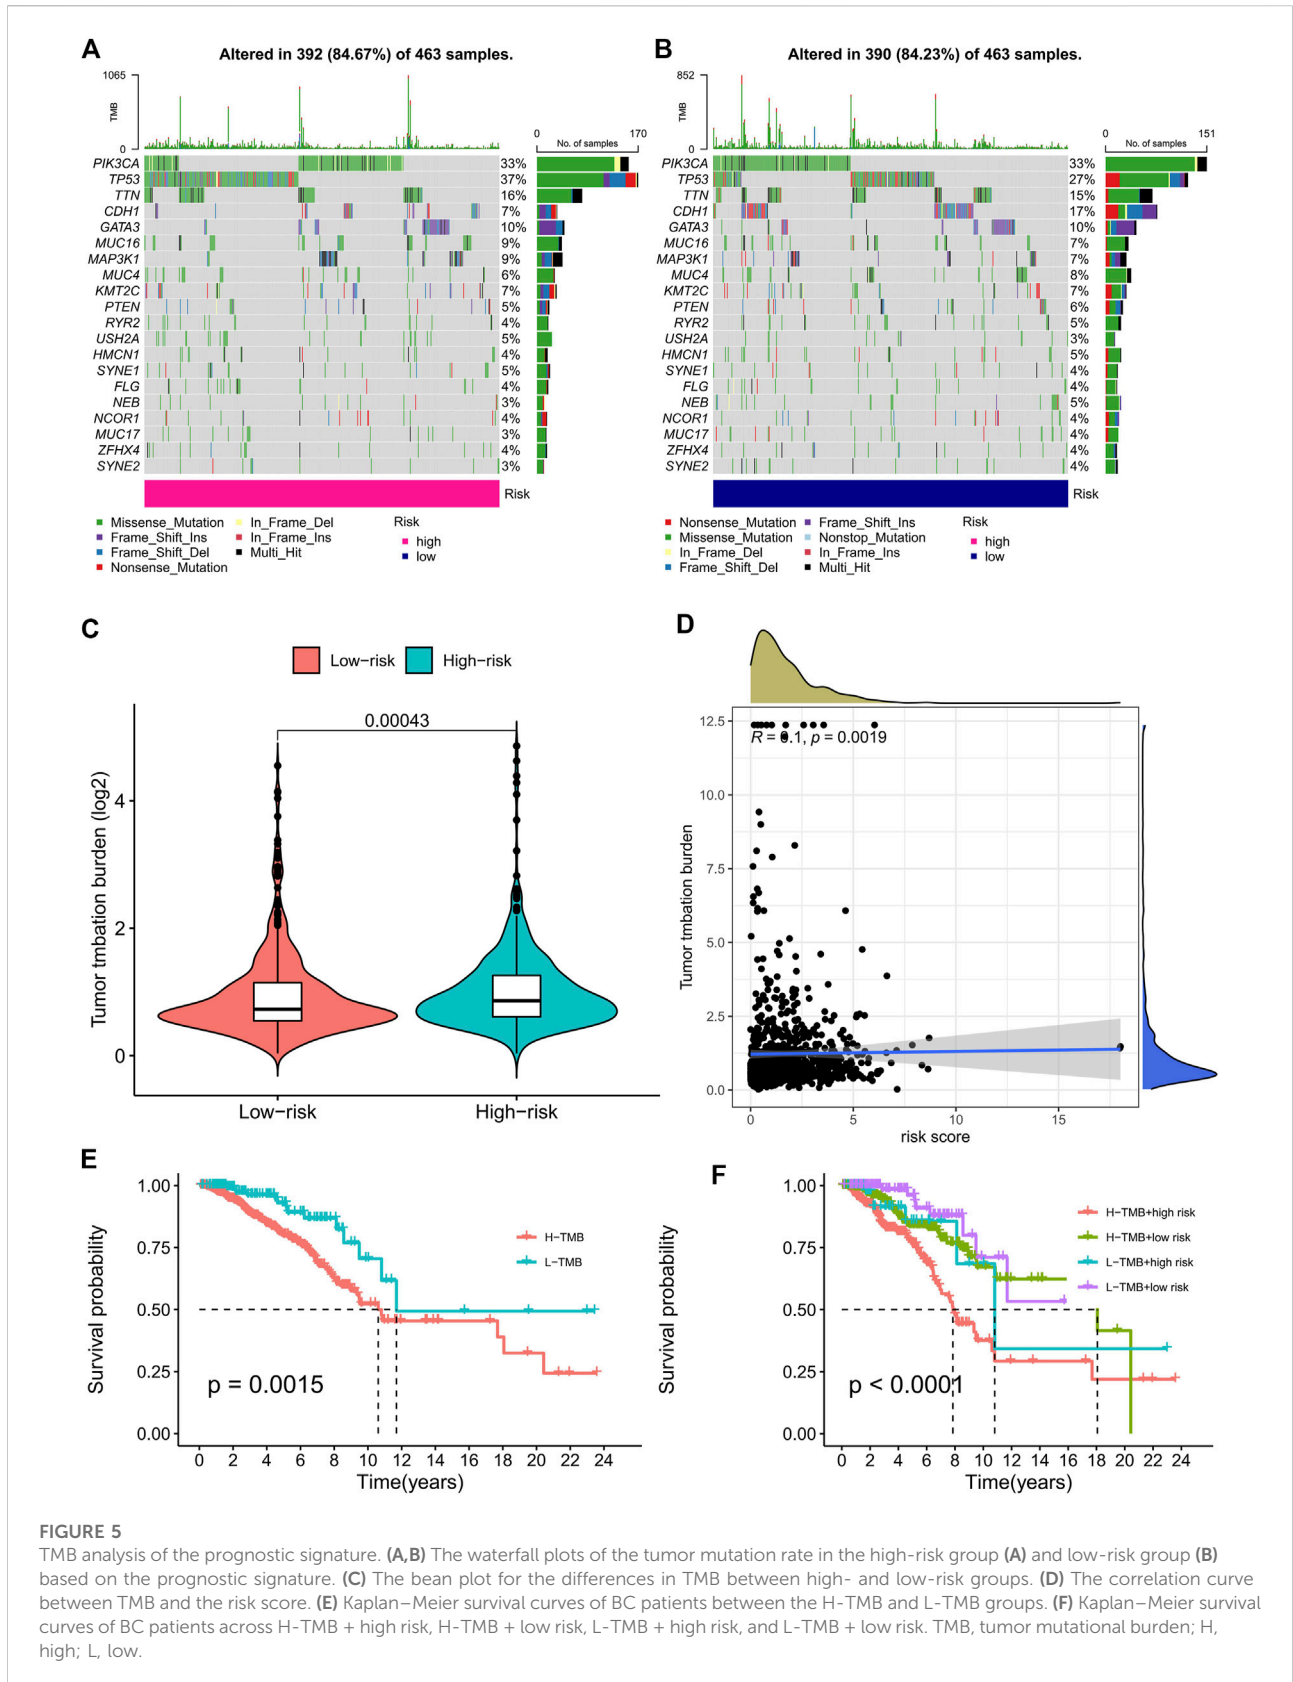 A
Altered in 392 (84.67%) of 463 samples.
1065
TMB
0
0 170
No. of samples
PIK3CA 33%
TP53 37%
TTN 16%
CDH1 7%
GATA3 10%
MUC16 9%
MAP3K1 9%
MUC4 6%
KMT2C 7%
PTEN 5%
RYR2 4%
USH2A 5%
HMCN1 4%
SYNE1 5%
FLG 4%
NEB 3%
NCOR1 4%
MUC17 3%
ZFHX4 4%
SYNE2 3%
Risk
Missense_Mutation In_Frame_Del Risk
Frame_Shift_Ins In_Frame_Ins high
Frame_Shift_Del Multi_Hit low
Nonsense_Mutation
B
Altered in 390 (84.23%) of 463 samples.
852
TMB
0
0 151
No. of samples
PIK3CA 33%
TP53 27%
TTN 15%
CDH1 17%
GATA3 10%
MUC16 7%
MAP3K1 7%
MUC4 8%
KMT2C 7%
PTEN 6%
RYR2 5%
USH2A 3%
HMCN1 5%
SYNE1 4%
FLG 4%
NEB 5%
NCOR1 4%
MUC17 4%
ZFHX4 4%
SYNE2 4%
Risk
Nonsense_Mutation Frame_Shift_Ins Risk
Missense_Mutation Nonstop_Mutation high
In_Frame_Del In_Frame_Ins low
Frame_Shift_Del Multi_Hit
C
Low-risk High-risk
0.00043
Tumor tmbation burden (log2)
4
2
0
Low-risk High-risk
D
12.5
R = 0.1, p = 0.0019
10.0
7.5
5.0
2.5
0.0
Tumor tmbation burden
0 5 10 15
risk score
E
Survival probability
1.00
0.75
0.50
0.25
0.00
H-TMB
L-TMB
p = 0.0015
0 2 4 6 8 10 12 14 16 18 20 22 24
Time(years)
F
Survival probability
1.00
0.75
0.50
0.25
0.00
H-TMB+high risk
H-TMB+low risk
L-TMB+high risk
L-TMB+low risk
p < 0.0001
0 2 4 6 8 10 12 14 16 18 20 22 24
Time(years)
FIGURE 5
TMB analysis of the prognostic signature. (A,B) The waterfall plots of the tumor mutation rate in the high-risk group (A) and low-risk group (B)
based on the prognostic signature. (C) The bean plot for the differences in TMB between high- and low-risk groups. (D) The correlation curve
between TMB and the risk score. (E) Kaplan–Meier survival curves of BC patients between the H-TMB and L-TMB groups. (F) Kaplan–Meier survival
curves of BC patients across H-TMB + high risk, H-TMB + low risk, L-TMB + high risk, and L-TMB + low risk. TMB, tumor mutational burden; H,
high; L, low.